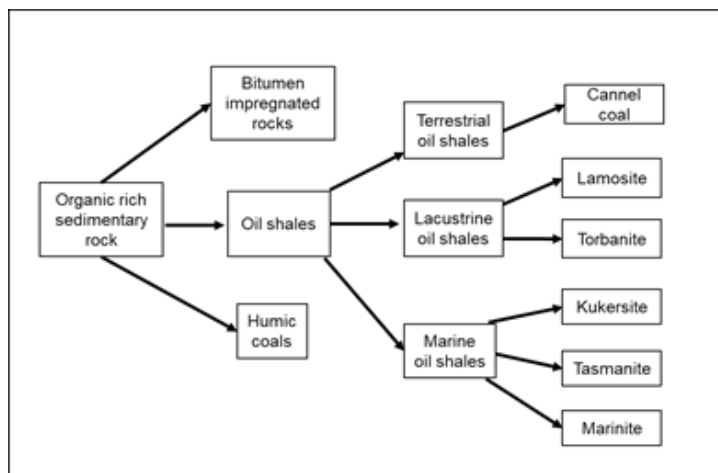 Organic rich
sedimentary
rock
Bitumen
impregnated
rocks
Oil shales
Humic
coals
Terrestrial
oil shales
Lacustrine
oil shales
Marine
oil shales
Cannel
coal
Lamosite
Torbanite
Kukersite
Tasmanite
Marinite